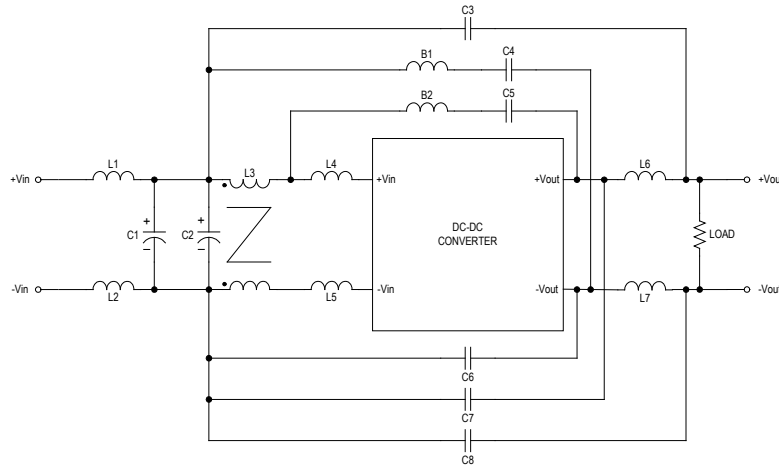 C3
B1
C4
B2
C5
+Vin
L1
L3
L4
+Vin
+Vout
L6
+Vou
C1
+
−
C2
+
−
DC-DC
CONVERTER
LOAD
-Vin
L2
L5
-Vin
-Vout
L7
-Vout
C6
C7
C8